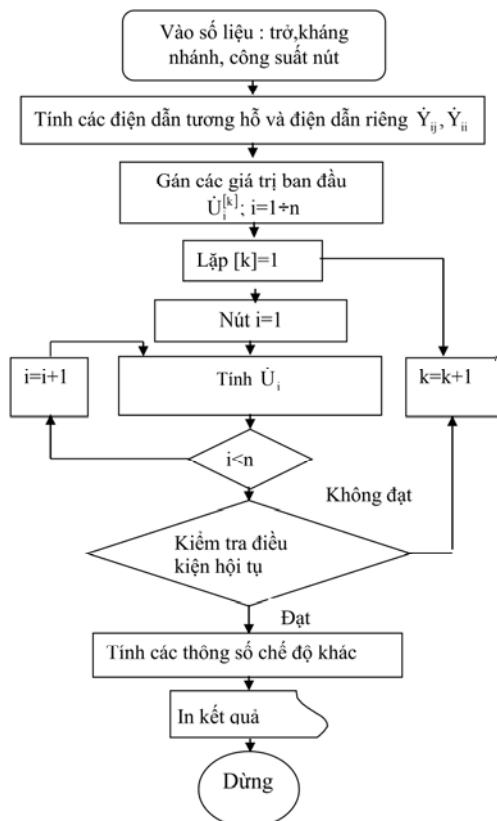 Vào số liệu : trở,kháng
nhánh, công suất nút
Tính các điện dẫn tương hỗ và điện dẫn riêng Ẏij, Ẏii
Gán các giá trị ban đầu
U̇i[k]; i=1÷n
Lặp [k]=1
Nút i=1
i=i+1
Tính U̇i
k=k+1
i<n
Không đạt
Kiểm tra điều
kiện hội tụ
Đạt
Tính các thông số chế độ khác
In kết quả
Dừng